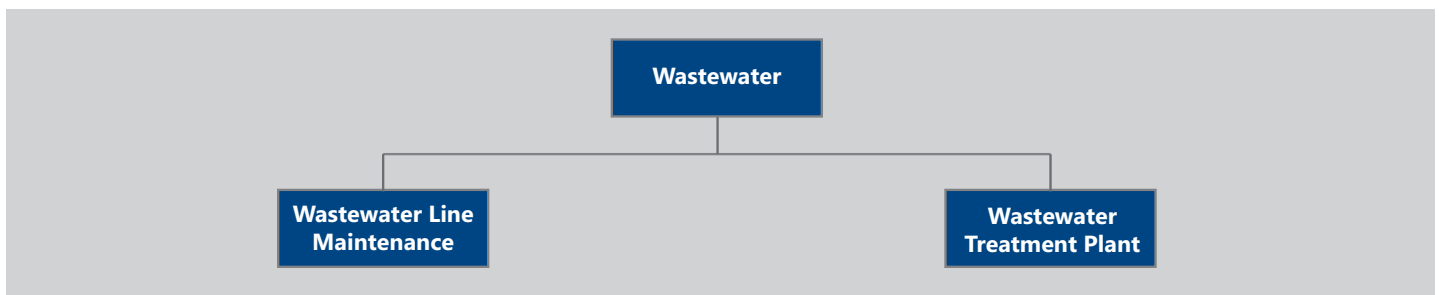 Wastewater
Wastewater Line
Maintenance
Wastewater
Treatment Plant